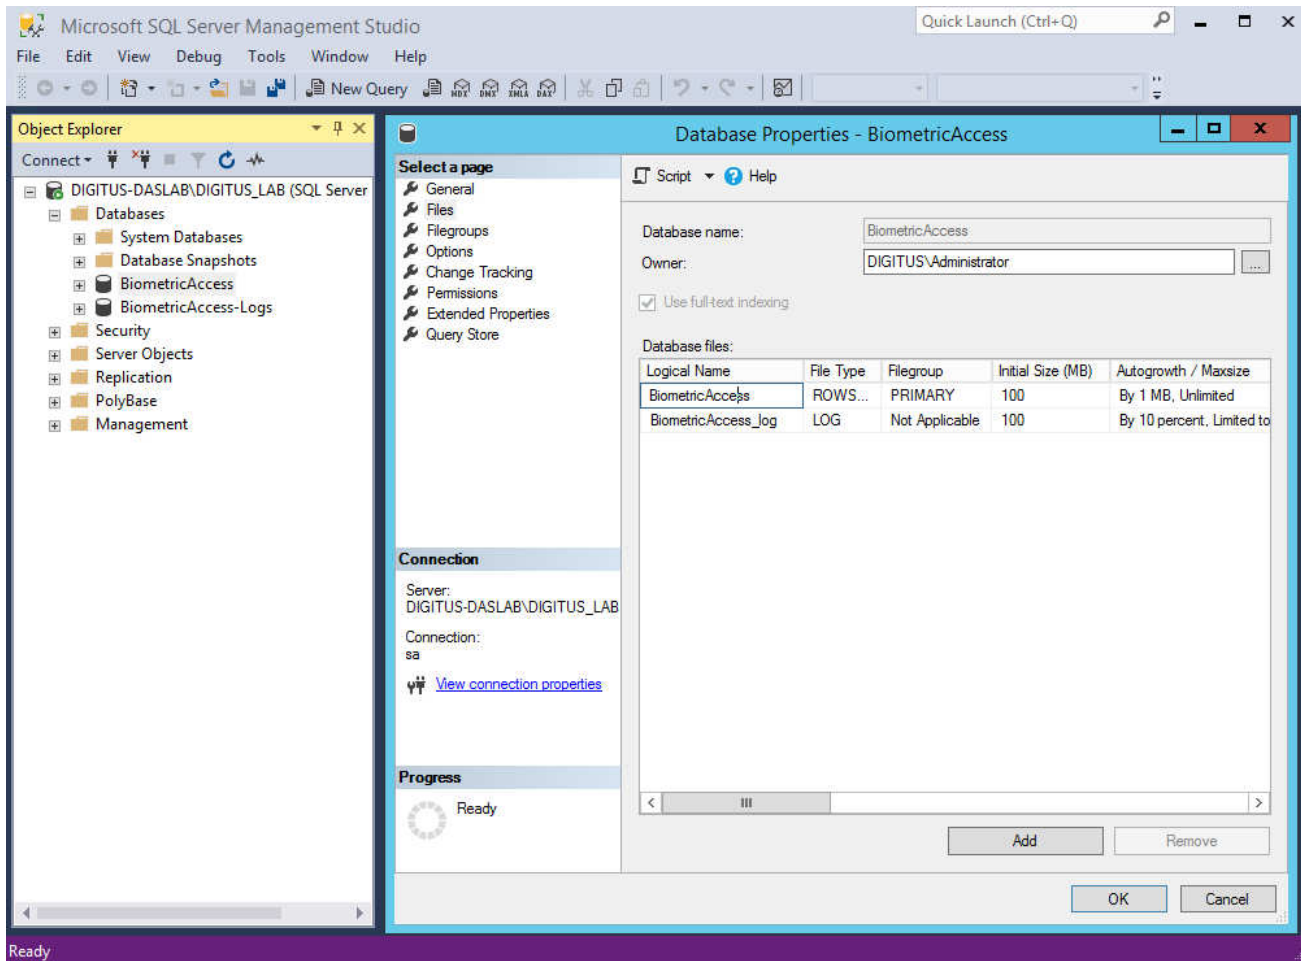 Microsoft SQL Server Management Studio
Quick Launch (Ctrl+Q)
File Edit View Debug Tools Window Help
New Query MDX DMX XMLA DAX
Object Explorer
Connect
DIGITUS-DASLAB\DIGITUS_LAB (SQL Server
Databases
System Databases
Database Snapshots
BiometricAccess
BiometricAccess-Logs
Security
Server Objects
Replication
PolyBase
Management
Database Properties - BiometricAccess
Select a page
General
Files
Filegroups
Options
Change Tracking
Permissions
Extended Properties
Query Store
Connection
Server:
DIGITUS-DASLAB\DIGITUS_LAB
Connection:
sa
View connection properties
Progress
Ready
Script Help
Database name: BiometricAccess
Owner: DIGITUS\Administrator
...
Use full-text indexing
Database files:
Logical Name File Type Filegroup Initial Size (MB) Autogrowth / Maxsize
BiometricAccess ROWS... PRIMARY 100 By 1 MB, Unlimited
BiometricAccess_log LOG Not Applicable 100 By 10 percent, Limited to
Add Remove
OK Cancel
Ready